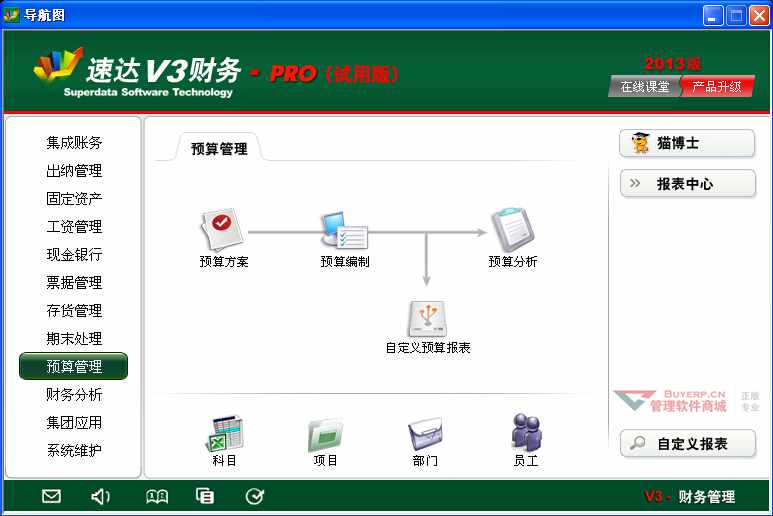 导航图
速达V3财务 - PRO（试用版）
Superdata Software Technology
2013版
在线课堂 产品升级
集成账务
出纳管理
固定资产
工资管理
现金银行
票据管理
存货管理
期末处理
预算管理
财务分析
集团应用
系统维护
预算管理
预算方案
预算编制
预算分析
自定义预算报表
科目
项目
部门
员工
猫博士
报表中心
BUYERP.CN
管理软件商城
正版
专业
自定义报表
V3 - 财务管理